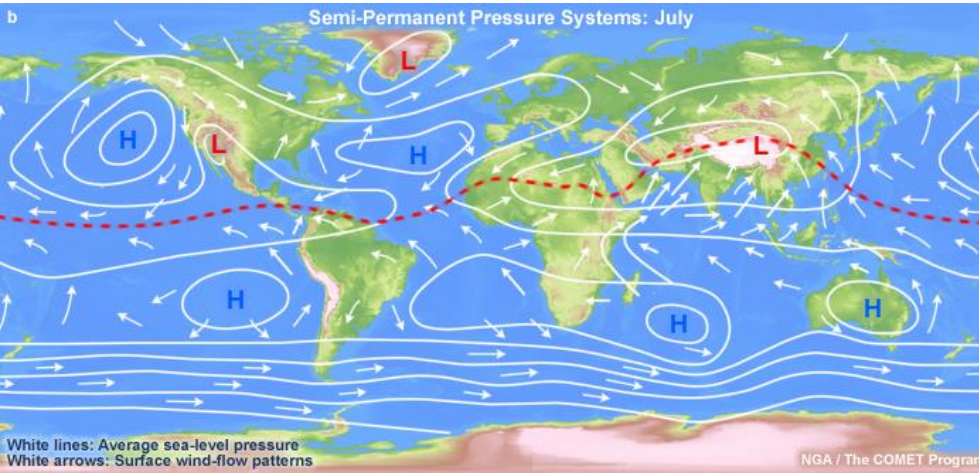 b
Semi-Permanent Pressure Systems: July
L
H
L
H
L
H
H
H
White lines: Average sea-level pressure
White arrows: Surface wind-flow patterns
NGA / The COMET Program